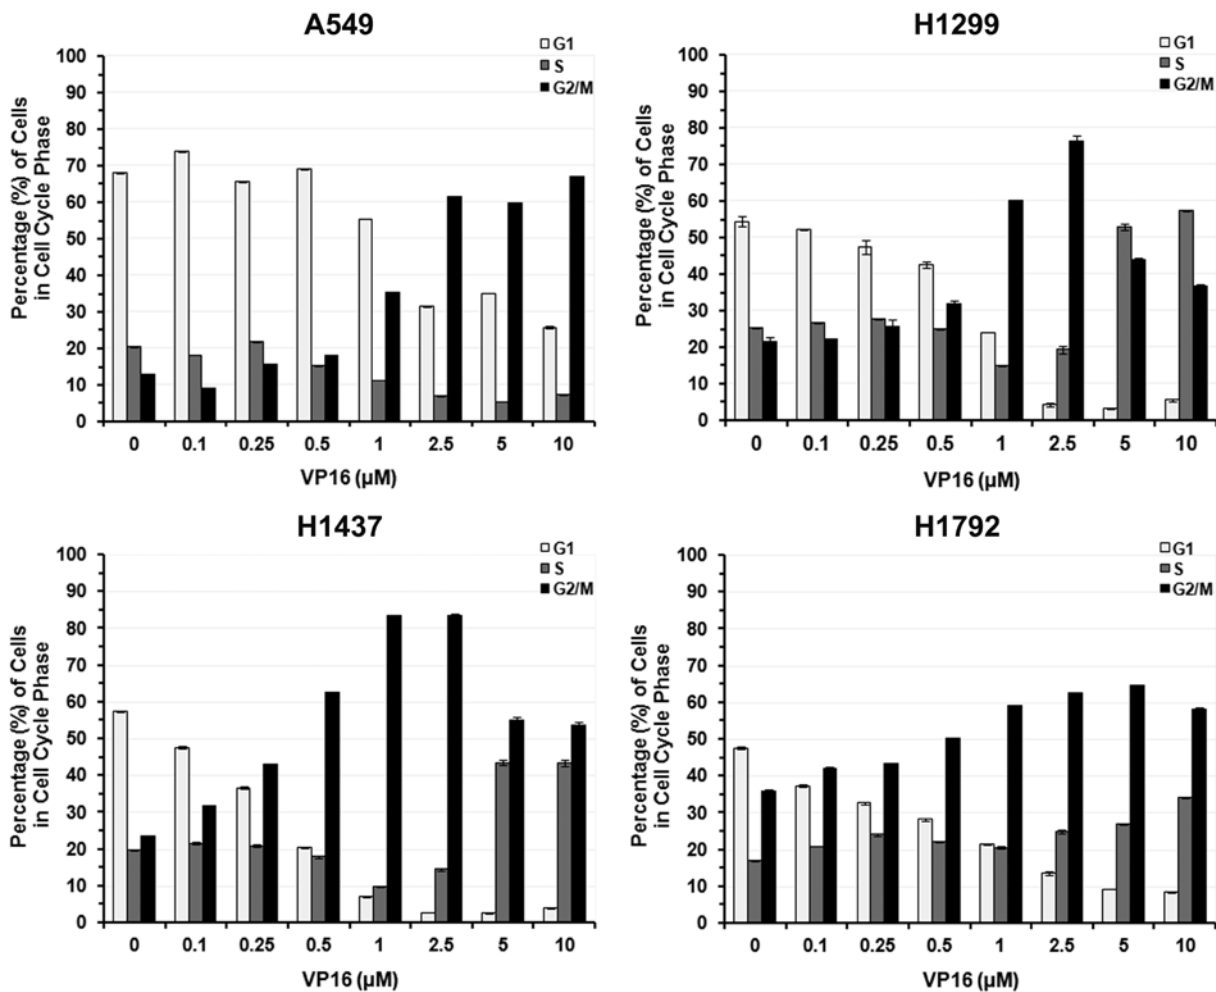 A549
G1
S
G2/M
Percentage (%) of Cells
in Cell Cycle Phase
100
90
80
70
60
50
40
30
20
10
0
0 0.1 0.25 0.5 1 2.5 5 10
VP16 (µM)
H1299
G1
S
G2/M
Percentage (%) of Cells
in Cell Cycle Phase
100
90
80
70
60
50
40
30
20
10
0
0 0.1 0.25 0.5 1 2.5 5 10
VP16 (µM)
H1437
G1
S
G2/M
Percentage (%) of Cells
in Cell Cycle Phase
100
90
80
70
60
50
40
30
20
10
0
0 0.1 0.25 0.5 1 2.5 5 10
VP16 (µM)
H1792
G1
S
G2/M
Percentage (%) of Cells
in Cell Cycle Phase
100
90
80
70
60
50
40
30
20
10
0
0 0.1 0.25 0.5 1 2.5 5 10
VP16 (µM)